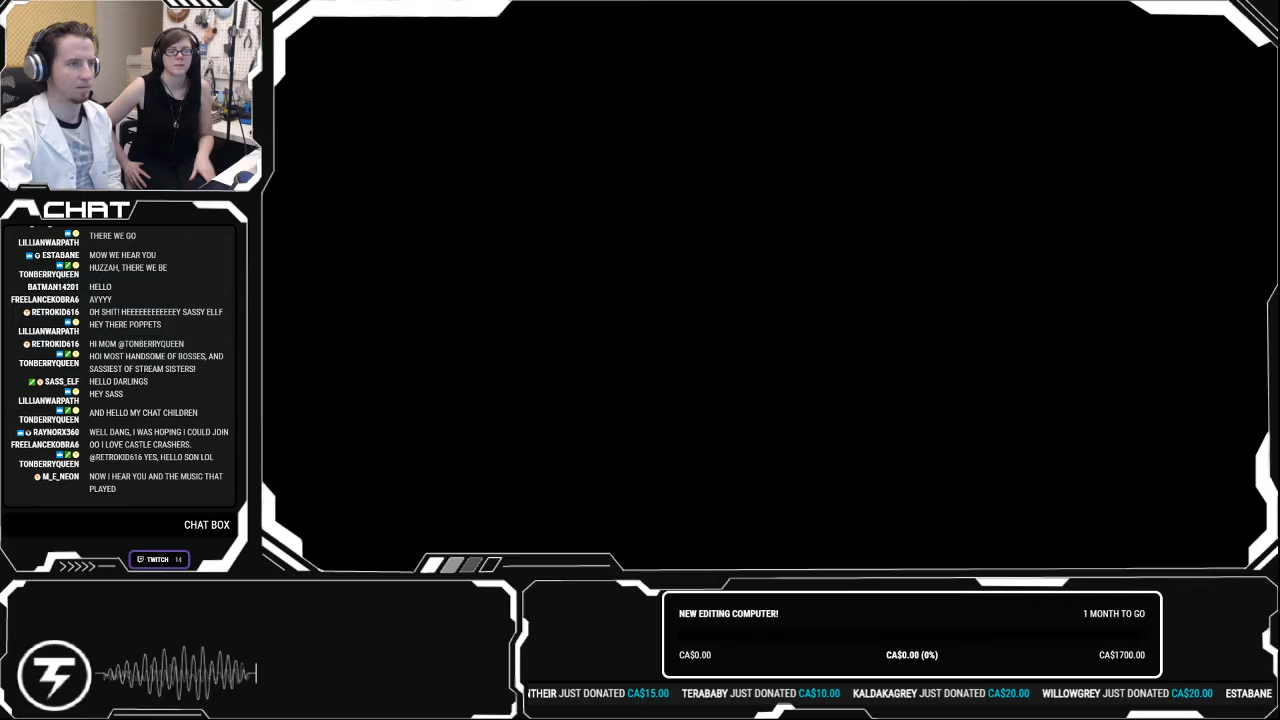 CHAT
THERE WE GO
LILLIANWARPATH
ESTABANE MOW WE HEAR YOU
HUZZAH, THERE WE BE
TONBERRYQUEEN
BATMAN14201 HELLO
FREELANCEKOBRA6 AYYYY
RETROKID616 OH SHIT! HEEEEEEEEEEEY SASSY ELLF
HEY THERE POPPETS
LILLIANWARPATH
RETROKID616 HI MOM @TONBERRYQUEEN
HOI MOST HANDSOME OF BOSSES, AND
TONBERRYQUEEN SASSIEST OF STREAM SISTERS!
SASS_ELF HELLO DARLINGS
HEY SASS
LILLIANWARPATH
AND HELLO MY CHAT CHILDREN
TONBERRYQUEEN
RAYNORX360 WELL DANG, I WAS HOPING I COULD JOIN
FREELANCEKOBRA6 OO I LOVE CASTLE CRASHERS.
@RETROKID616 YES, HELLO SON LOL
TONBERRYQUEEN
M_E_NEON NOW I HEAR YOU AND THE MUSIC THAT
PLAYED
CHAT BOX
TWITCH 14
NEW EDITING COMPUTER! 1 MONTH TO GO
CA$0.00 CA$0.00 (0%) CA$1700.00
THEIR JUST DONATED CA$15.00 TERABABY JUST DONATED CA$10.00 KALDAKAGREY JUST DONATED CA$20.00 WILLOWGREY JUST DONATED CA$20.00 ESTABANE